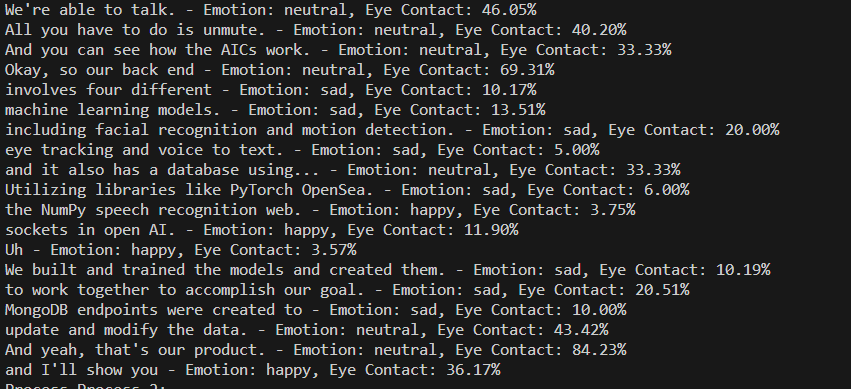 We're able to talk. - Emotion: neutral, Eye Contact: 46.05%
All you have to do is unmute. - Emotion: neutral, Eye Contact: 40.20%
And you can see how the AICs work. - Emotion: neutral, Eye Contact: 33.33%
Okay, so our back end - Emotion: neutral, Eye Contact: 69.31%
involves four different - Emotion: sad, Eye Contact: 10.17%
machine learning models. - Emotion: sad, Eye Contact: 13.51%
including facial recognition and motion detection. - Emotion: sad, Eye Contact: 20.00%
eye tracking and voice to text. - Emotion: sad, Eye Contact: 5.00%
and it also has a database using... - Emotion: neutral, Eye Contact: 33.33%
Utilizing libraries like PyTorch OpenSea. - Emotion: sad, Eye Contact: 6.00%
the NumPy speech recognition web. - Emotion: happy, Eye Contact: 3.75%
sockets in open AI. - Emotion: happy, Eye Contact: 11.90%
Uh - Emotion: happy, Eye Contact: 3.57%
We built and trained the models and created them. - Emotion: sad, Eye Contact: 10.19%
to work together to accomplish our goal. - Emotion: sad, Eye Contact: 20.51%
MongoDB endpoints were created to - Emotion: sad, Eye Contact: 10.00%
update and modify the data. - Emotion: neutral, Eye Contact: 43.42%
And yeah, that's our product. - Emotion: neutral, Eye Contact: 84.23%
and I'll show you - Emotion: happy, Eye Contact: 36.17%
Process Process-2: